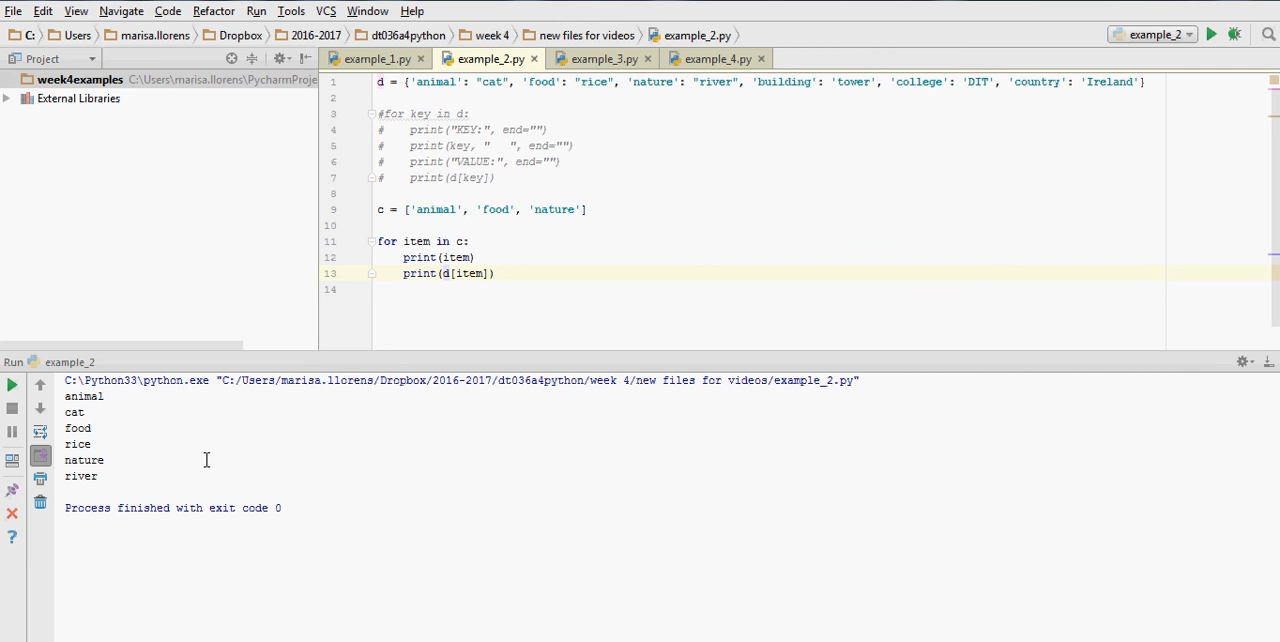 File Edit View Navigate Code Refactor Run Tools VCS Window Help
C: Users marisa.llorens Dropbox 2016-2017 dt036a4python week 4 new files for videos example_2.py example_2
Project example_1.py example_2.py example_3.py example_4.py
week4examples C:\Users\marisa.llorens\PycharmProje
External Libraries
1 d = {'animal': "cat", 'food': "rice", 'nature': "river", 'building': 'tower', 'college': 'DIT', 'country': 'Ireland'}
2
3 #for key in d:
4 #    print("KEY:", end="")
5 #    print(key, "   ", end="")
6 #    print("VALUE:", end="")
7 #    print(d[key])
8
9 c = ['animal', 'food', 'nature']
10
11 for item in c:
12     print(item)
13     print(d[item])
14
Run example_2
C:\Python33\python.exe "C:/Users/marisa.llorens/Dropbox/2016-2017/dt036a4python/week 4/new files for videos/example_2.py"
animal
cat
food
rice
nature
river
Process finished with exit code 0